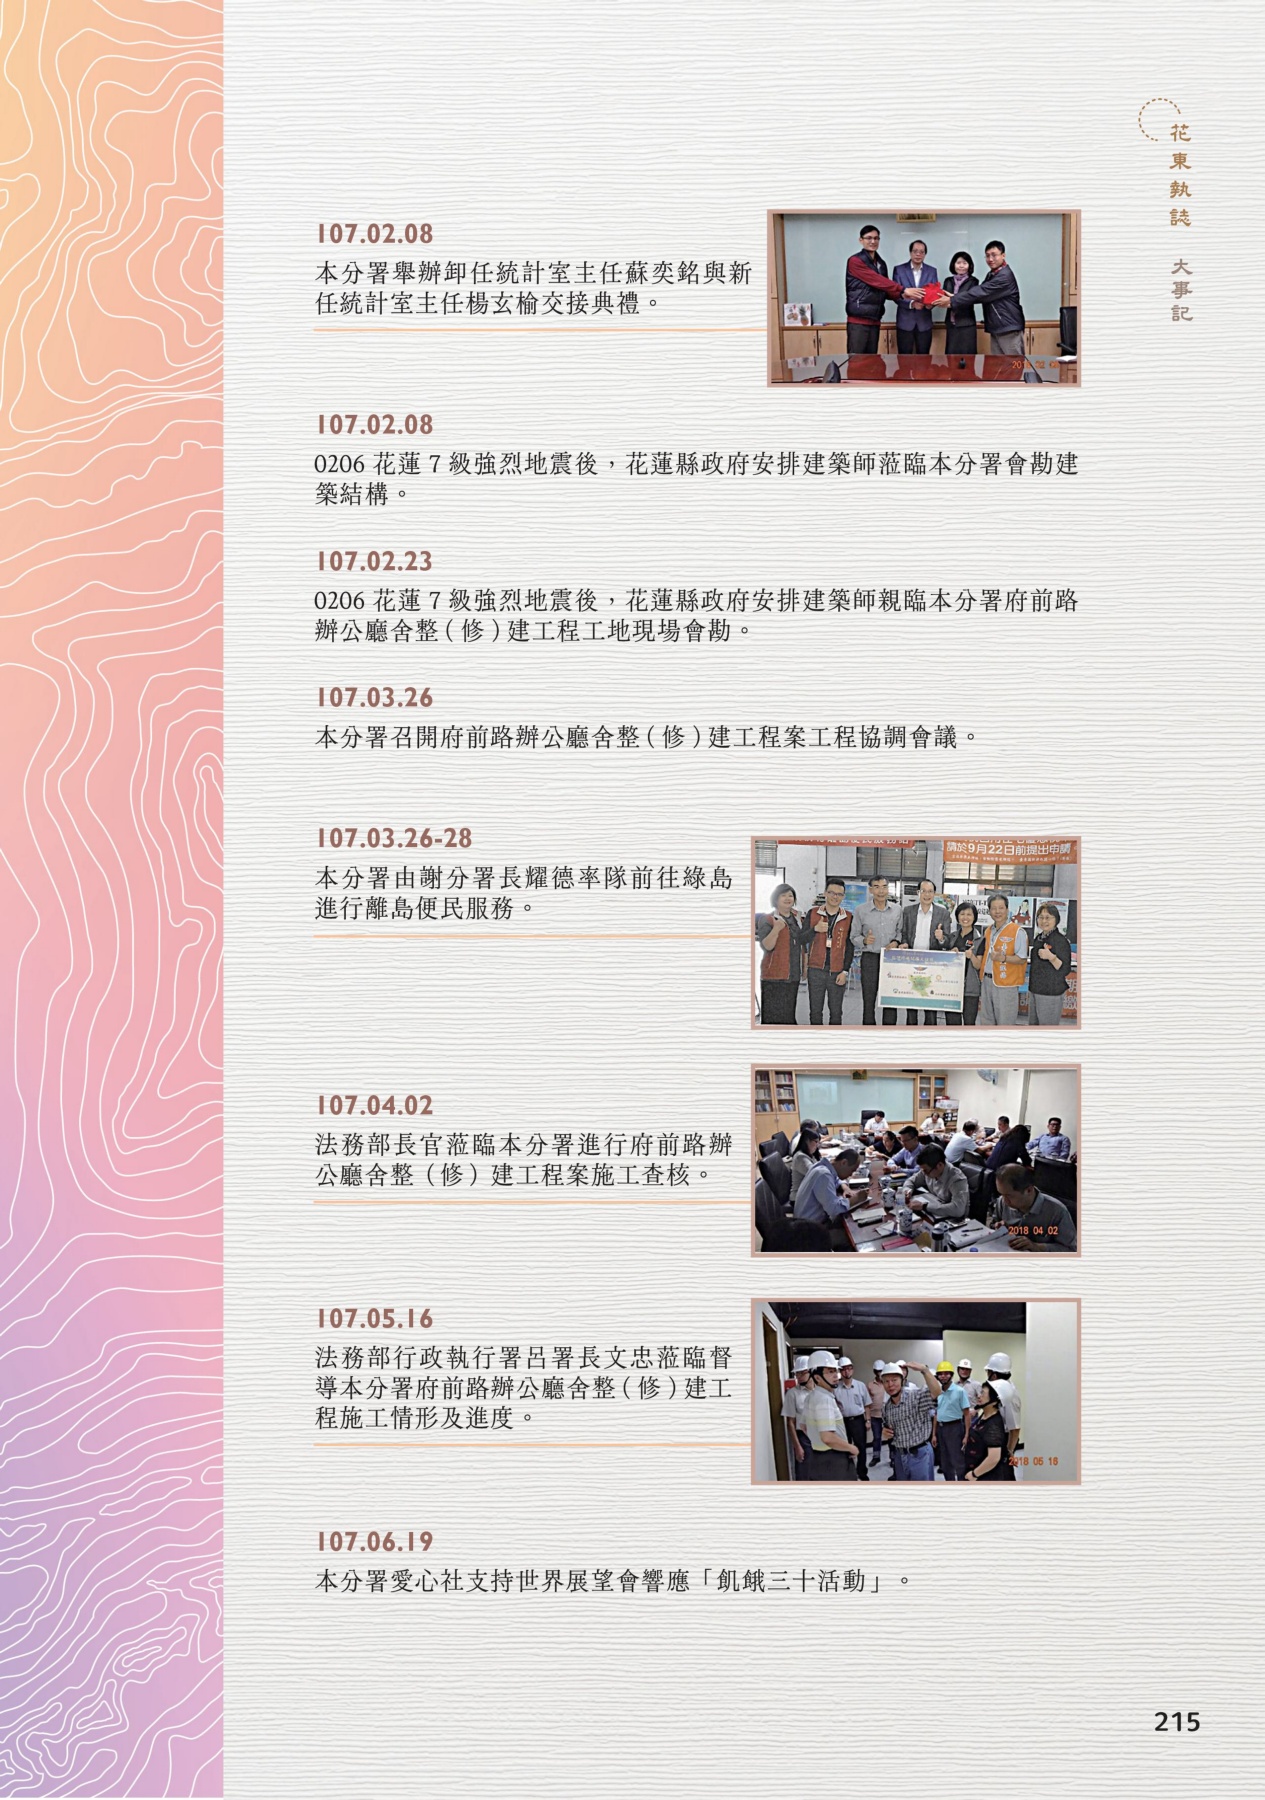 花東執誌 大事記
107.02.08
本分署舉辦卸任統計室主任蘇奕銘與新
任統計室主任楊玄榆交接典禮。
107.02.08
0206 花蓮 7 級強烈地震後，花蓮縣政府安排建築師蒞臨本分署會勘建
築結構。
107.02.23
0206 花蓮 7 級強烈地震後，花蓮縣政府安排建築師親臨本分署府前路
辦公廳舍整(修)建工程工地現場會勘。
107.03.26
本分署召開府前路辦公廳舍整(修)建工程案工程協調會議。
107.03.26-28
本分署由謝分署長耀德率隊前往綠島
進行離島便民服務。
請於9月22日前提出申請
107.04.02
法務部長官蒞臨本分署進行府前路辦
公廳舍整（修）建工程案施工查核。
2018 04 02
107.05.16
法務部行政執行署呂署長文忠蒞臨督
導本分署府前路辦公廳舍整(修)建工
程施工情形及進度。
2018 05 16
107.06.19
本分署愛心社支持世界展望會響應「飢餓三十活動」。
215